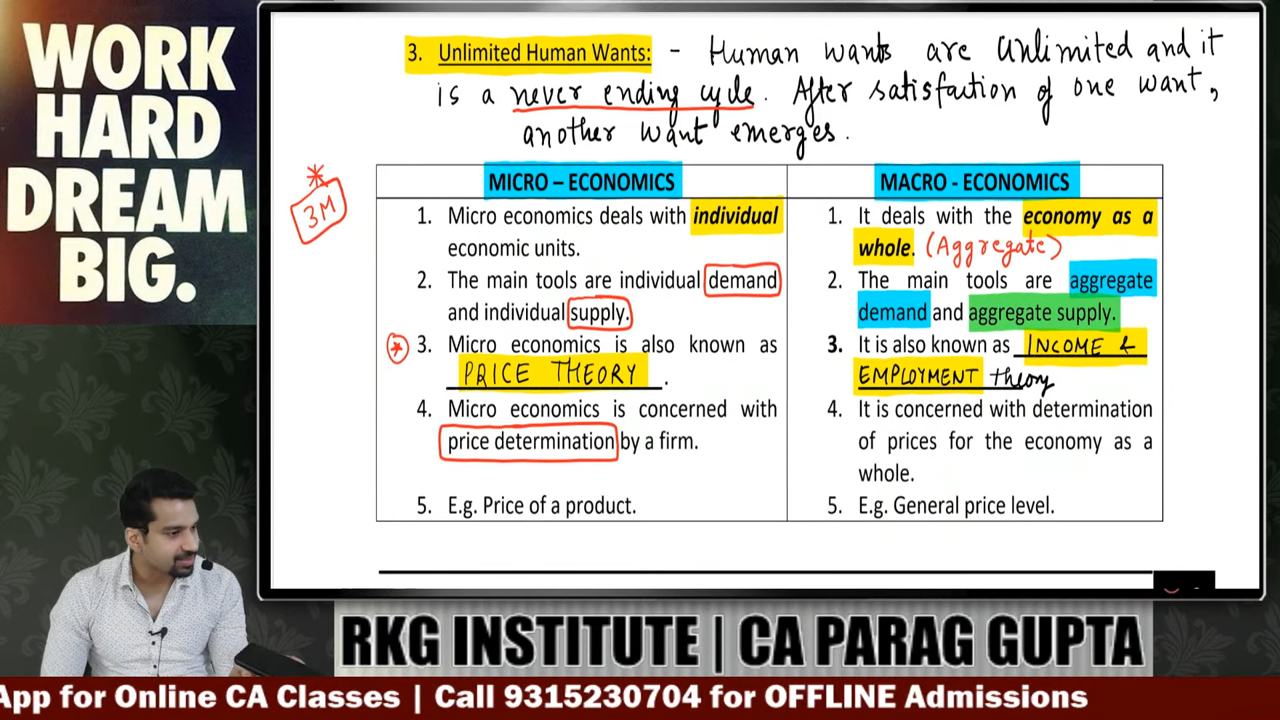 WORK
HARD
DREAM
BIG.
3. Unlimited Human Wants: - Human wants are unlimited and it
is a never ending cycle. After satisfaction of one want,
another want emerges.
3M
MICRO – ECONOMICS
1. Micro economics deals with individual
economic units.
2. The main tools are individual demand
and individual supply.
3. Micro economics is also known as
PRICE THEORY.
4. Micro economics is concerned with
price determination by a firm.
5. E.g. Price of a product.
MACRO - ECONOMICS
1. It deals with the economy as a
whole. (Aggregate)
2. The main tools are aggregate
demand and aggregate supply.
3. It is also known as INCOME &
EMPLOYMENT theory
4. It is concerned with determination
of prices for the economy as a
whole.
5. E.g. General price level.
RKG INSTITUTE | CA PARAG GUPTA
App for Online CA Classes | Call 9315230704 for OFFLINE Admissions